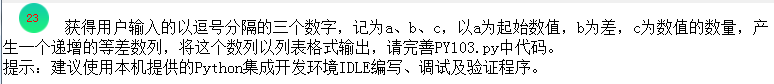 23 获得用户输入的以逗号分隔的三个数字，记为a、b、c，以a为起始数值，b为差，c为数值的数量，产
生一个递增的等差数列，将这个数列以列表格式输出，请完善PY103.py中代码。
提示：建议使用本机提供的Python集成开发环境IDLE编写、调试及验证程序。